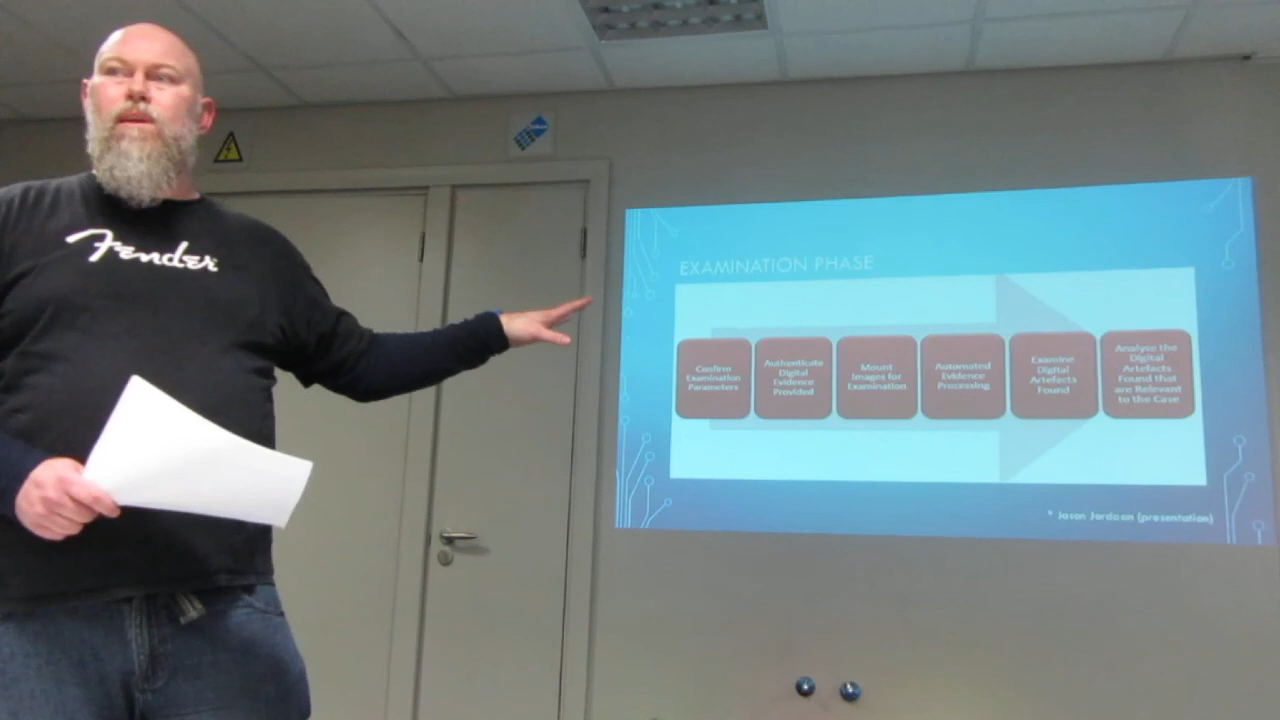 Fender
EXAMINATION PHASE
Confirm
Examination
Parameters
Authenticate
Digital
Evidence
Provided
Mount
Images for
Examination
Automated
Evidence
Processing
Examine
Digital
Artefacts
Found
Analyse the
Digital
Artefacts
Found that
are Relevant
to the Case
* Jason Jordaan (presentation)